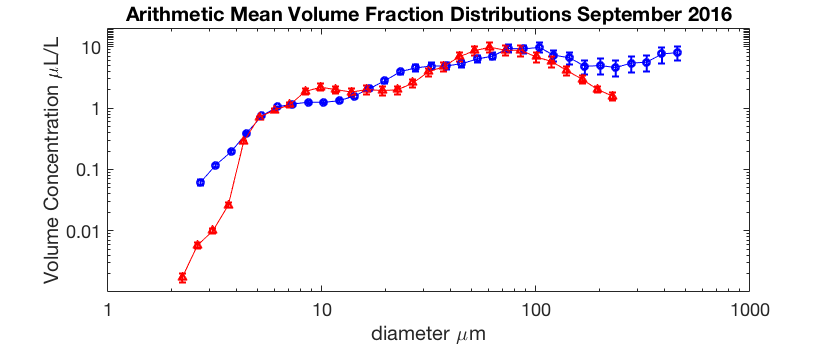 Arithmetic Mean Volume Fraction Distributions September 2016
Volume Concentration μL/L
10
1
0.1
0.01
1 10 100 1000
diameter μm